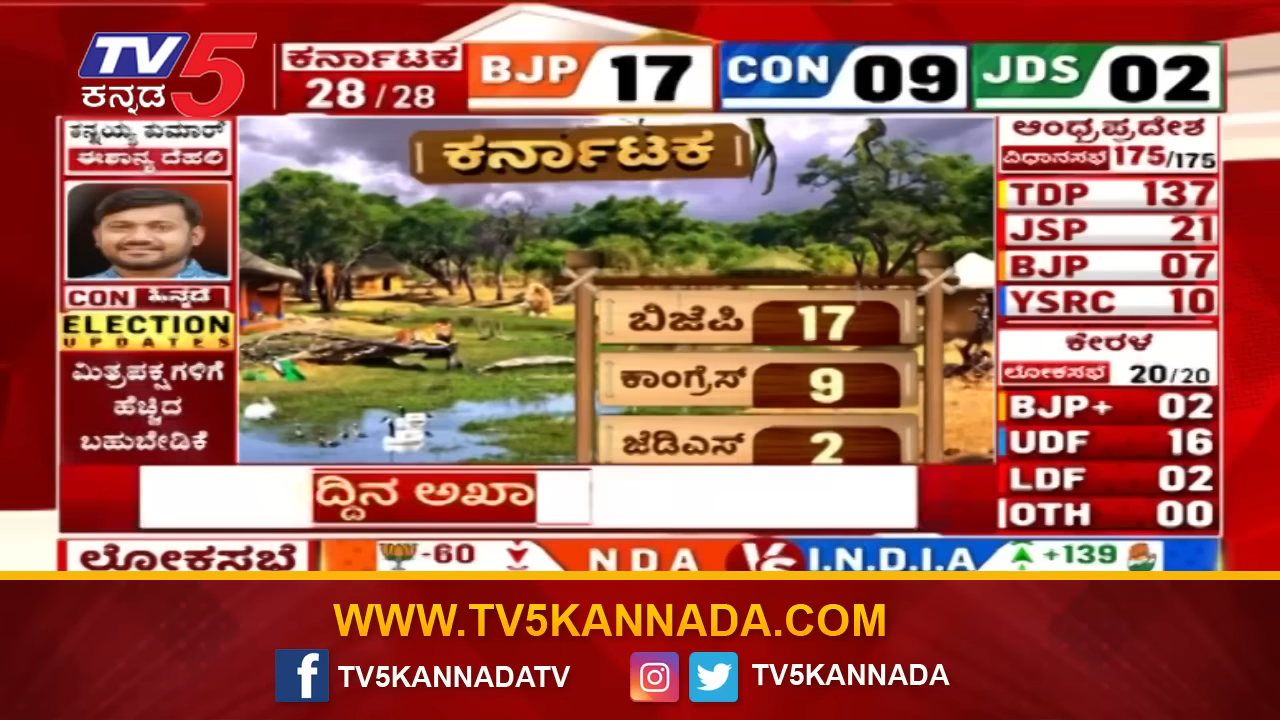 TV5
ಕನ್ನಡ
ಕರ್ನಾಟಕ
28/28
BJP 17
CON 09
JDS 02
ಕನ್ಹಯ್ಯ ಕುಮಾರ್
ಈಶಾನ್ಯ ದೆಹಲಿ
CON ಹಿನ್ನಡೆ
ELECTION
UPDATES
ಮಿತ್ರಪಕ್ಷಗಳಿಗೆ
ಹೆಚ್ಚಿದ
ಬಹುಬೇಡಿಕೆ
ಕರ್ನಾಟಕ
ಬಿಜೆಪಿ 17
ಕಾಂಗ್ರೆಸ್ 9
ಜೆಡಿಎಸ್ 2
ಆಂಧ್ರಪ್ರದೇಶ
ವಿಧಾನಸಭೆ 175/175
TDP 137
JSP 21
BJP 07
YSRC 10
ಕೇರಳ
ಲೋಕಸಭೆ 20/20
BJP+ 02
UDF 16
LDF 02
OTH 00
ದ್ದಿನ ಅಖಾ
ಲೋಕಸಭೆ -60 NDA VS I.N.D.I.A +139
WWW.TV5KANNADA.COM
TV5KANNADATV
TV5KANNADA